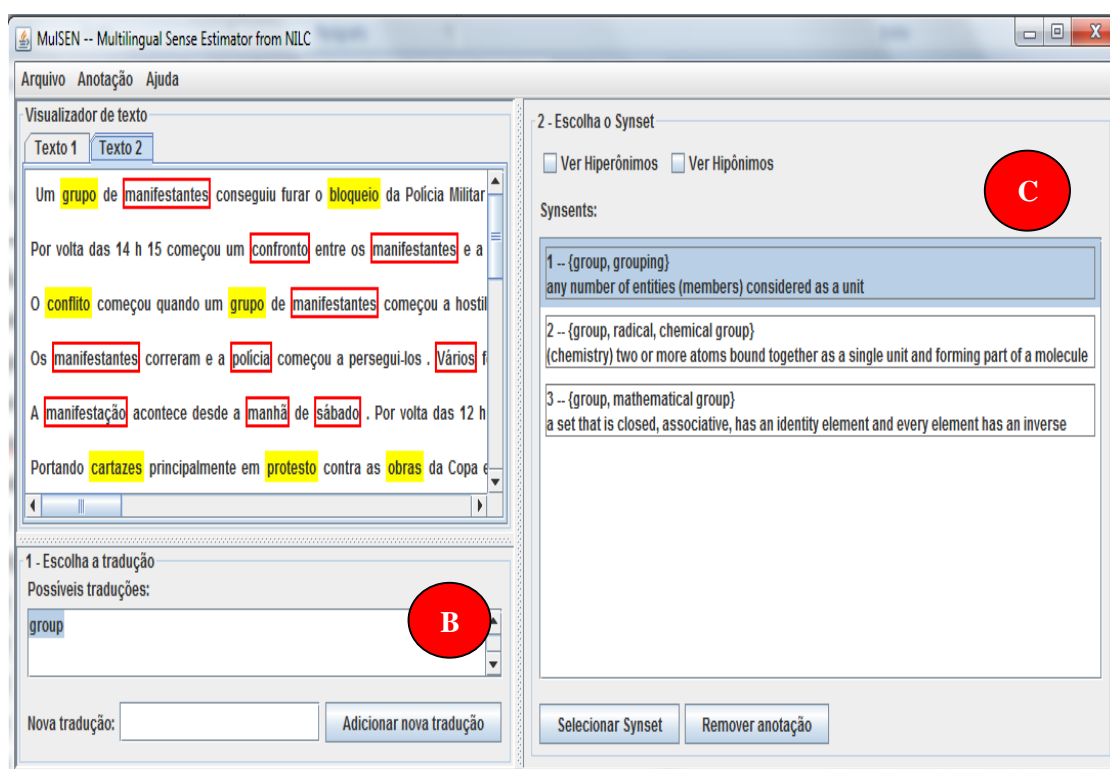 MulSEN -- Multilingual Sense Estimator from NILC
Arquivo Anotação Ajuda
Visualizador de texto
Texto 1 Texto 2
Um grupo de manifestantes conseguiu furar o bloqueio da Polícia Militar
Por volta das 14 h 15 começou um confronto entre os manifestantes e a
O conflito começou quando um grupo de manifestantes começou a hostil
Os manifestantes correram e a polícia começou a persegui-los . Vários f
A manifestação acontece desde a manhã de sábado . Por volta das 12 h
Portando cartazes principalmente em protesto contra as obras da Copa e
1 - Escolha a tradução
Possíveis traduções:
group
B
Nova tradução: Adicionar nova tradução
2 - Escolha o Synset
Ver Hiperônimos Ver Hipônimos
C
Synsents:
1 -- {group, grouping}
any number of entities (members) considered as a unit
2 -- {group, radical, chemical group}
(chemistry) two or more atoms bound together as a single unit and forming part of a molecule
3 -- {group, mathematical group}
a set that is closed, associative, has an identity element and every element has an inverse
Selecionar Synset Remover anotação